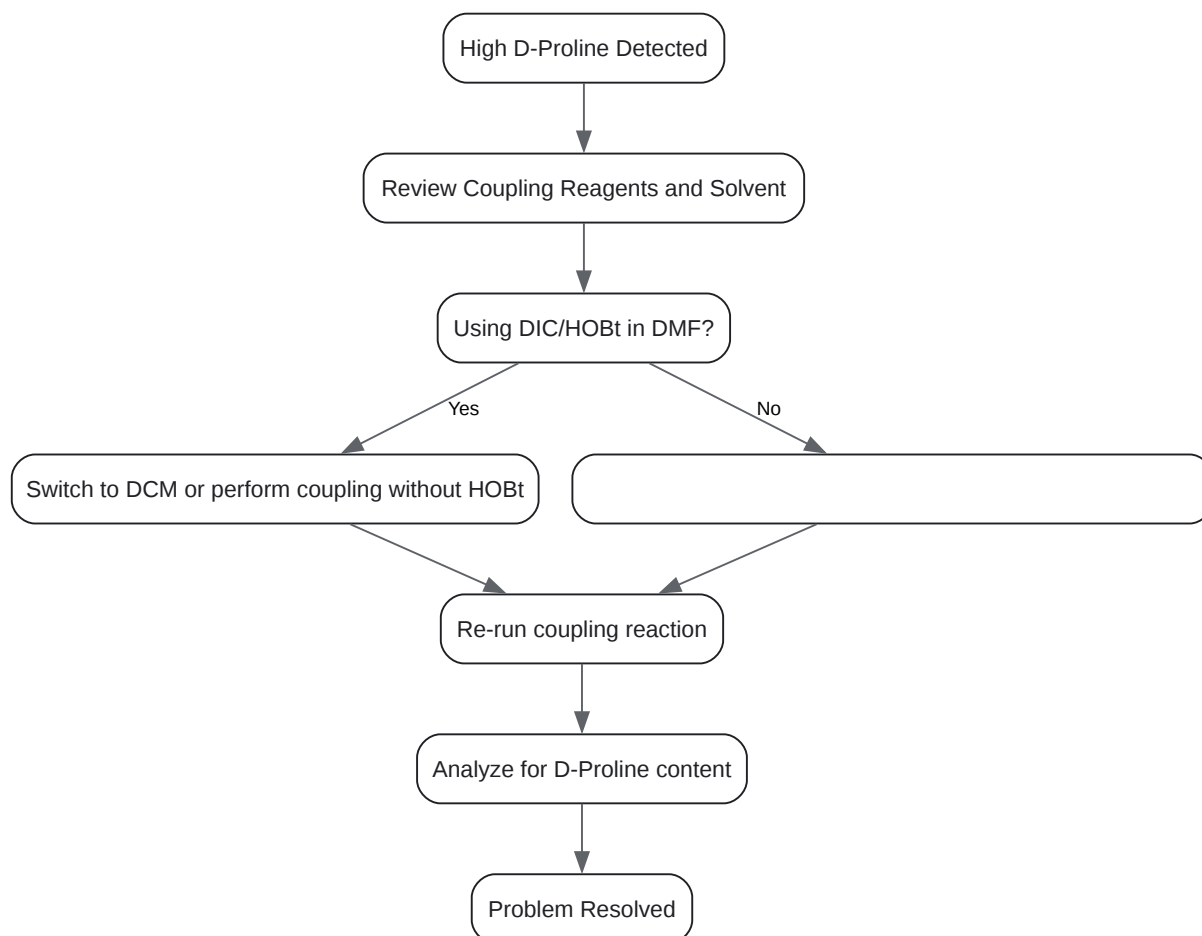 High D-Proline Detected
Review Coupling Reagents and Solvent
Using DIC/HOBt in DMF?
Yes
No
Switch to DCM or perform coupling without HOBt
Re-run coupling reaction
Analyze for D-Proline content
Problem Resolved